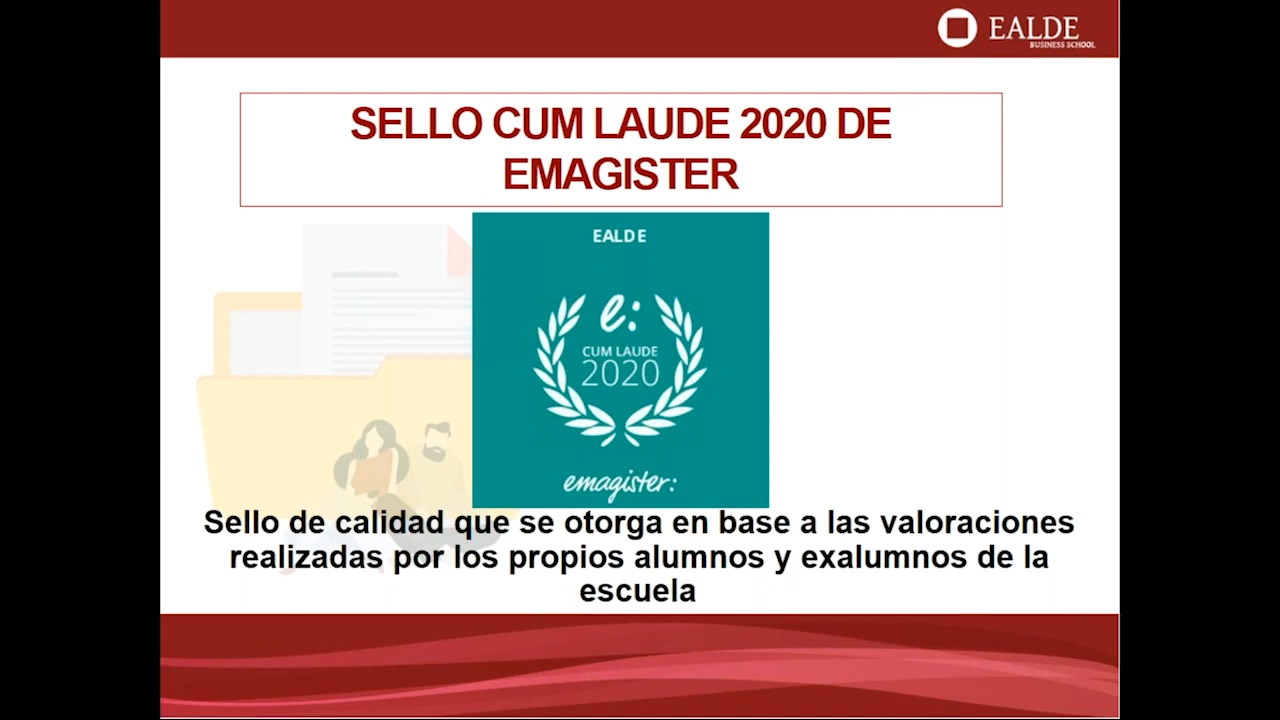 EALDE
BUSINESS SCHOOL
SELLO CUM LAUDE 2020 DE
EMAGISTER
EALDE
e:
CUM LAUDE
2020
emagister:
Sello de calidad que se otorga en base a las valoraciones
realizadas por los propios alumnos y exalumnos de la
escuela